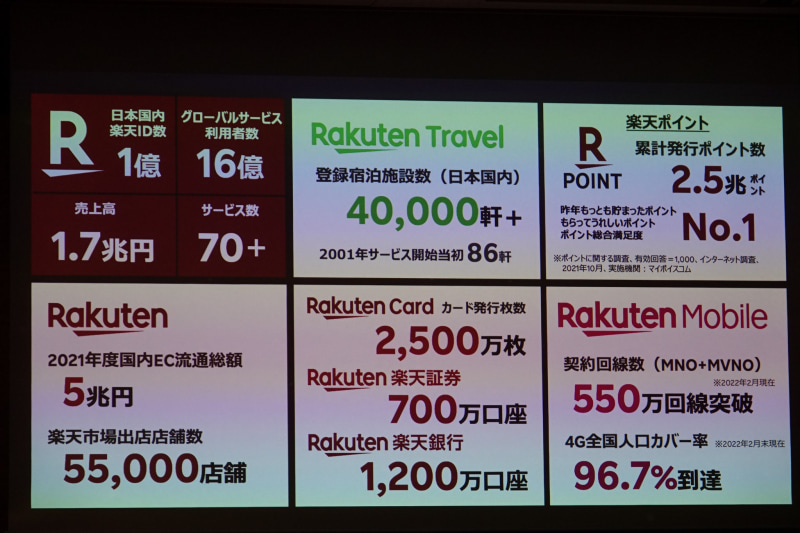 R
日本国内
楽天ID数
1億
グローバルサービス
利用者数
16億
売上高
1.7兆円
サービス数
70+
Rakuten Travel
登録宿泊施設数（日本国内）
40,000軒+
2001年サービス開始当初 86軒
楽天ポイント
R
POINT
累計発行ポイント数
2.5兆ポイント
昨年もっとも貯まったポイント
もらってうれしいポイント
ポイント総合満足度
No.1
※ポイントに関する調査、有効回答=1,000、インターネット調査、
2021年10月、実施機関：マイボイスコム
Rakuten
2021年度国内EC流通総額
5兆円
楽天市場出店店舗数
55,000店舗
Rakuten Card カード発行枚数
2,500万枚
Rakuten 楽天証券
700万口座
Rakuten 楽天銀行
1,200万口座
Rakuten Mobile
契約回線数（MNO+MVNO）
※2022年2月現在
550万回線突破
4G全国人口カバー率 ※2022年2月末現在
96.7%到達